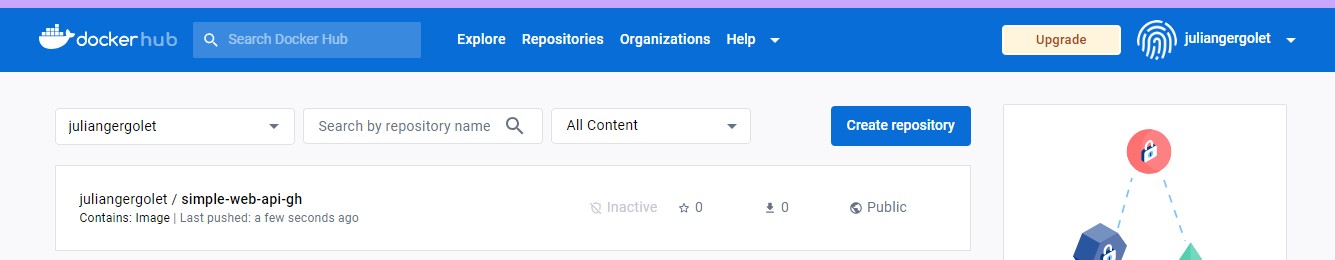 docker hub
Search Docker Hub
Explore
Repositories
Organizations
Help
Upgrade
juliangergolet
juliangergolet
Search by repository name
All Content
Create repository
juliangergolet / simple-web-api-gh
Contains: Image | Last pushed: a few seconds ago
Inactive
0
0
Public